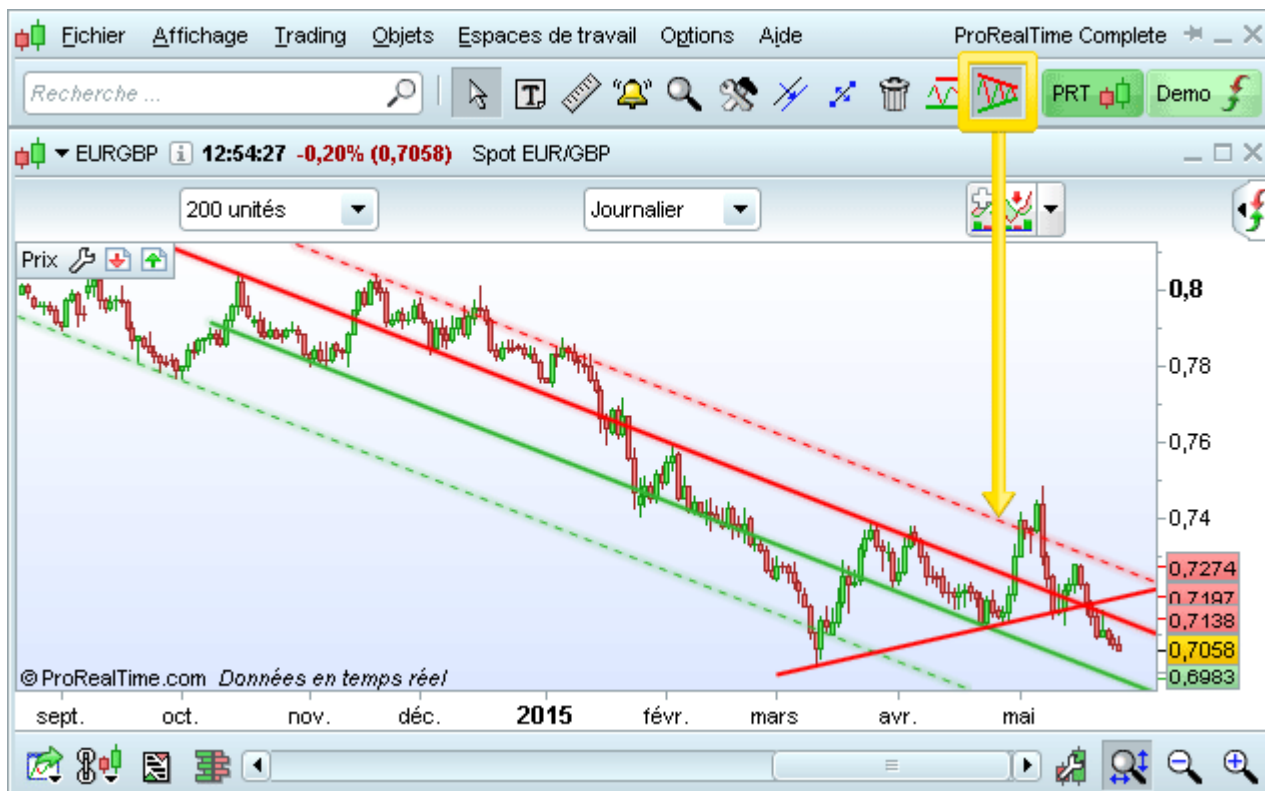 Fichier Affichage Trading Objets Espaces de travail Options Aide ProRealTime Complete
Recherche ... T PRT Demo
EURGBP i 12:54:27 -0,20% (0,7058) Spot EUR/GBP
200 unités Journalier
Prix
0,8
0,78
0,76
0,74
0,7274
0,7197
0,7138
0,7058
0,6983
© ProRealTime.com Données en temps réel
sept. oct. nov. déc. 2015 févr. mars avr. mai